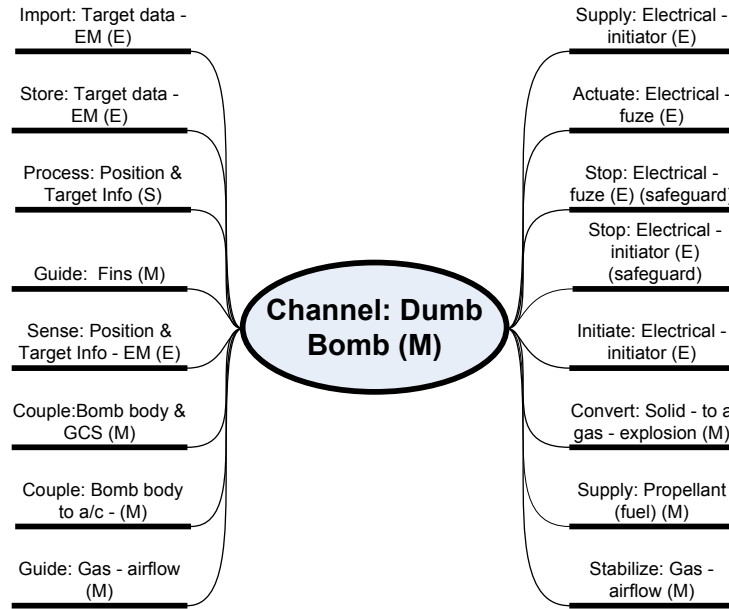 Import: Target data -
EM (E)
Store: Target data -
EM (E)
Process: Position &
Target Info (S)
Guide:  Fins (M)
Sense: Position &
Target Info - EM (E)
Couple:Bomb body &
GCS (M)
Couple: Bomb body
to a/c - (M)
Guide: Gas - airflow
(M)
Channel: Dumb
Bomb (M)
Supply: Electrical -
initiator (E)
Actuate: Electrical -
fuze (E)
Stop: Electrical -
fuze (E) (safeguard)
Stop: Electrical -
initiator (E)
(safeguard)
Initiate: Electrical -
initiator (E)
Convert: Solid - to a
gas - explosion (M)
Supply: Propellant
(fuel) (M)
Stabilize: Gas -
airflow (M)